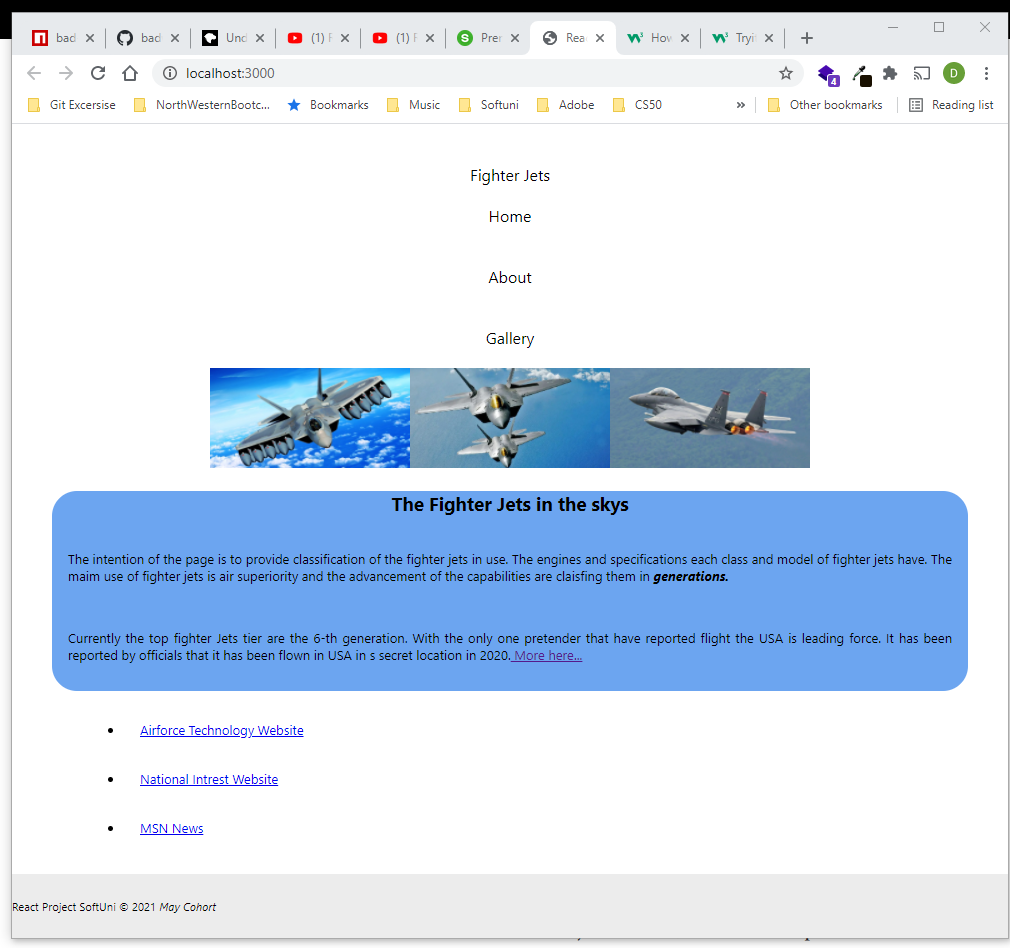 bad
bad
Und
(1) F
(1) F
Prer
Rea
How
Tryi
localhost:3000
4
D
Git Excersise
NorthWesternBootc...
Bookmarks
Music
Softuni
Adobe
CS50
»
Other bookmarks
Reading list
Fighter Jets
Home
About
Gallery
The Fighter Jets in the skys
The intention of the page is to provide classification of the fighter jets in use. The engines and specifications each class and model of fighter jets have. The
maim use of fighter jets is air superiority and the advancement of the capabilities are claisfing them in generations.
Currently the top fighter Jets tier are the 6-th generation. With the only one pretender that have reported flight the USA is leading force. It has been
reported by officials that it has been flown in USA in s secret location in 2020. More here...
• Airforce Technology Website
• National Intrest Website
• MSN News
React Project SoftUni © 2021 May Cohort